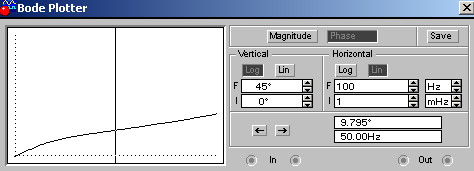 Bode Plotter
Magnitude Phase Save
Vertical Horizontal
Log Lin Log Lin
F 45° F 100 Hz
I 0° I 1 mHz
9.795°
50.00Hz
In Out